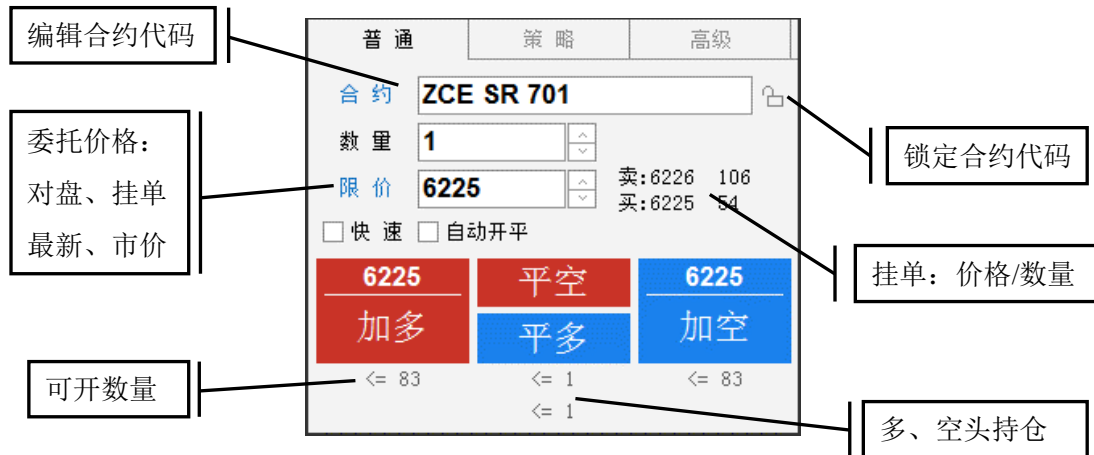 编辑合约代码
普 通
策 略
高级
合 约
ZCE SR 701
委托价格：
对盘、挂单
最新、市价
数 量
1
锁定合约代码
限 价
6225
卖:6226 106
买:6225 54
快 速
自动开平
挂单：价格/数量
6225
加多
平空
平多
6225
加空
可开数量
<= 83
<= 1
<= 83
<= 1
多、空头持仓